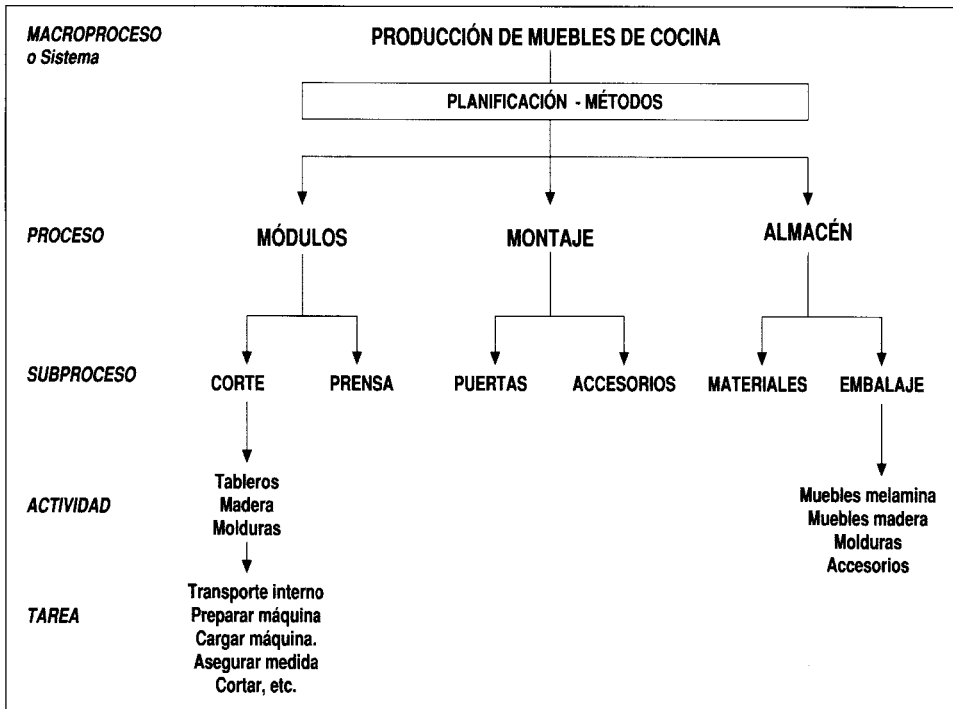 MACROPROCESO
o Sistema
PRODUCCIÓN DE MUEBLES DE COCINA
PLANIFICACIÓN - MÉTODOS
PROCESO
MÓDULOS
MONTAJE
ALMACÉN
SUBPROCESO
CORTE
PRENSA
PUERTAS
ACCESORIOS
MATERIALES
EMBALAJE
ACTIVIDAD
Tableros
Madera
Molduras
Muebles melamina
Muebles madera
Molduras
Accesorios
TAREA
Transporte interno
Preparar máquina
Cargar máquina.
Asegurar medida
Cortar, etc.